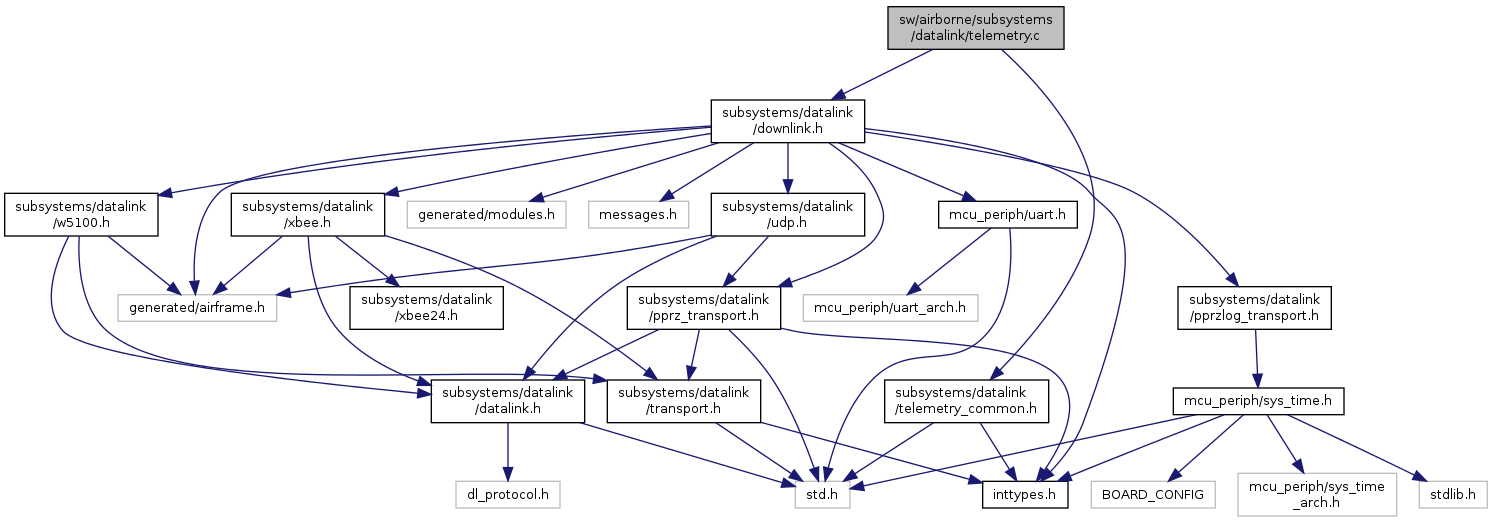 sw/airborne/subsystems
/datalink/telemetry.c
subsystems/datalink
/downlink.h
subsystems/datalink
/w5100.h
subsystems/datalink
/xbee.h
generated/modules.h
messages.h
subsystems/datalink
/udp.h
mcu_periph/uart.h
generated/airframe.h
subsystems/datalink
/xbee24.h
subsystems/datalink
/pprz_transport.h
mcu_periph/uart_arch.h
subsystems/datalink
/pprzlog_transport.h
subsystems/datalink
/datalink.h
subsystems/datalink
/transport.h
subsystems/datalink
/telemetry_common.h
mcu_periph/sys_time.h
dl_protocol.h
std.h
inttypes.h
BOARD_CONFIG
mcu_periph/sys_time
_arch.h
stdlib.h